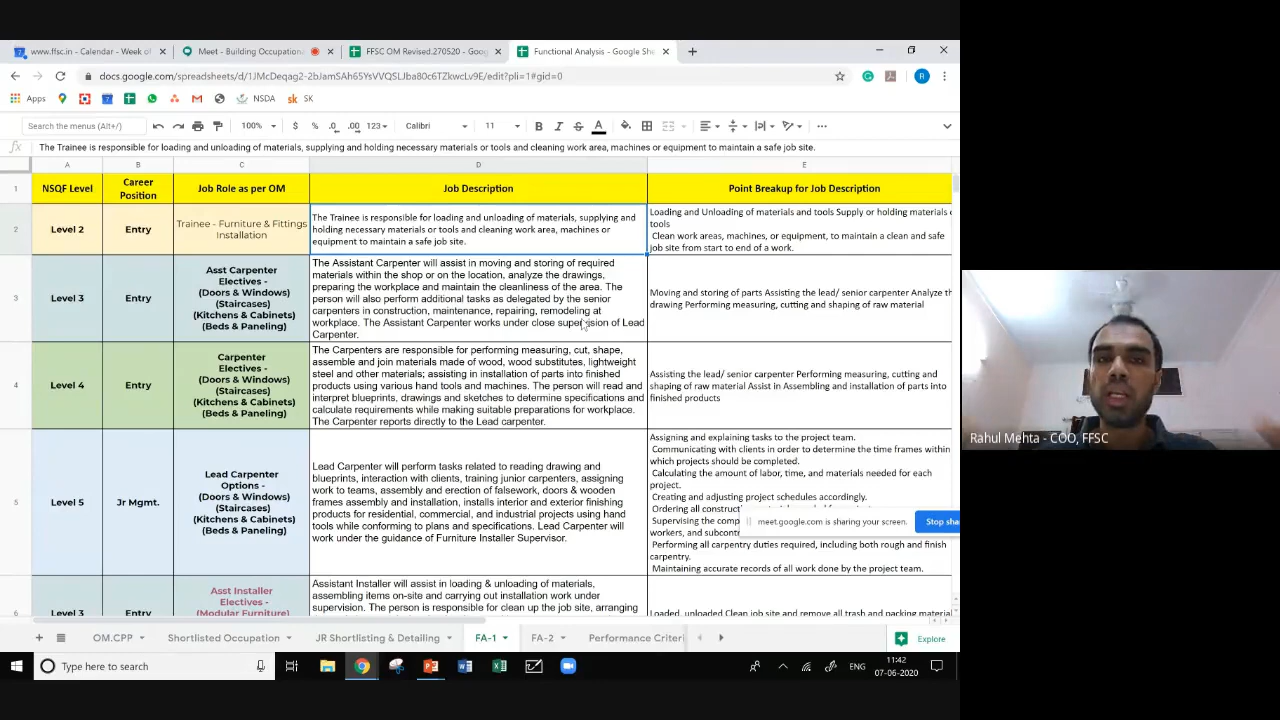 www.ffsc.in - Calendar - Week of
Meet - Building Occupationa
FFSC OM Revised.270520 - Goog
Functional Analysis - Google She
docs.google.com/spreadsheets/d/1JMcDeqag2-2bJamSAh65YsVVQSLJba80c6TZkwcLv9E/edit?pli=1#gid=0
R
Apps
NSDA
SK
Search the menus (Alt+/)
100%
$ % .0 .00 123
Calibri
11
B I S A
fx
The Trainee is responsible for loading and unloading of materials, supplying and holding necessary materials or tools and cleaning work area, machines or equipment to maintain a safe job site.
A B C D E
1
NSQF Level
Career
Position
Job Role as per OM
Job Description
Point Breakup for Job Description
2
Level 2
Entry
Trainee - Furniture & Fittings
Installation
The Trainee is responsible for loading and unloading of materials, supplying and
holding necessary materials or tools and cleaning work area, machines or
equipment to maintain a safe job site.
Loading and Unloading of materials and tools Supply or holding materials o
tools
Clean work areas, machines, or equipment, to maintain a clean and safe
job site from start to end of a work.
3
Level 3
Entry
Asst Carpenter
Electives -
(Doors & Windows)
(Staircases)
(Kitchens & Cabinets)
(Beds & Paneling)
The Assistant Carpenter will assist in moving and storing of required
materials within the shop or on the location, analyze the drawings,
preparing the workplace and maintain the cleanliness of the area. The
person will also perform additional tasks as delegated by the senior
carpenters in construction, maintenance, repairing, remodeling at
workplace. The Assistant Carpenter works under close supervision of Lead
Carpenter.
Moving and storing of parts Assisting the lead/ senior carpenter Analyze th
drawing Performing measuring, cutting and shaping of raw material
4
Level 4
Entry
Carpenter
Electives -
(Doors & Windows)
(Staircases)
(Kitchens & Cabinets)
(Beds & Paneling)
The Carpenters are responsible for performing measuring, cut, shape,
assemble and join materials made of wood, wood substitutes, lightweight
steel and other materials; assisting in installation of parts into finished
products using various hand tools and machines. The person will read and
interpret blueprints, drawings and sketches to determine specifications and
calculate requirements while making suitable preparations for workplace.
The Carpenter reports directly to the Lead carpenter.
Assisting the lead/ senior carpenter Performing measuring, cutting and
shaping of raw material Assist in Assembling and installation of parts into
finished products
5
Level 5
Jr Mgmt.
Lead Carpenter
Options -
(Doors & Windows)
(Staircases)
(Kitchens & Cabinets)
(Beds & Paneling)
Lead Carpenter will perform tasks related to reading drawing and
blueprints, interaction with clients, training junior carpenters, assigning
work to teams, assembly and erection of falsework, doors & wooden
frames assembly and installation, installs interior and exterior finishing
products for residential, commercial, and industrial projects using hand
tools while conforming to plans and specifications. Lead Carpenter will
work under the guidance of Furniture Installer Supervisor.
Assigning and explaining tasks to the project team.
Communicating with clients in order to determine the time frames within
which projects should be completed.
Calculating the amount of labor, time, and materials needed for each
project.
Creating and adjusting project schedules accordingly.
Ordering all constr
Supervising the comp
workers, and subcont
Performing all carpentry duties required, including both rough and finish
carpentry.
Maintaining accurate records of all work done by the project team.
meet.google.com is sharing your screen.
Stop sha
6
Level 3
Entry
Asst Installer
Electives -
(Modular Furniture)
Assistant Installer will assist in loading & unloading of materials,
assembling items on-site and carrying out installation work under
supervision. The person is responsible for clean up the job site, arranging
Loaded, unloaded Clean job site and remove all trash and packing material
OM.CPP
Shortlisted Occupation
JR Shortlisting & Detailing
FA-1
FA-2
Performance Criteri
Explore
Type here to search
ENG
11:42
07-06-2020
Rahul Mehta - COO, FFSC